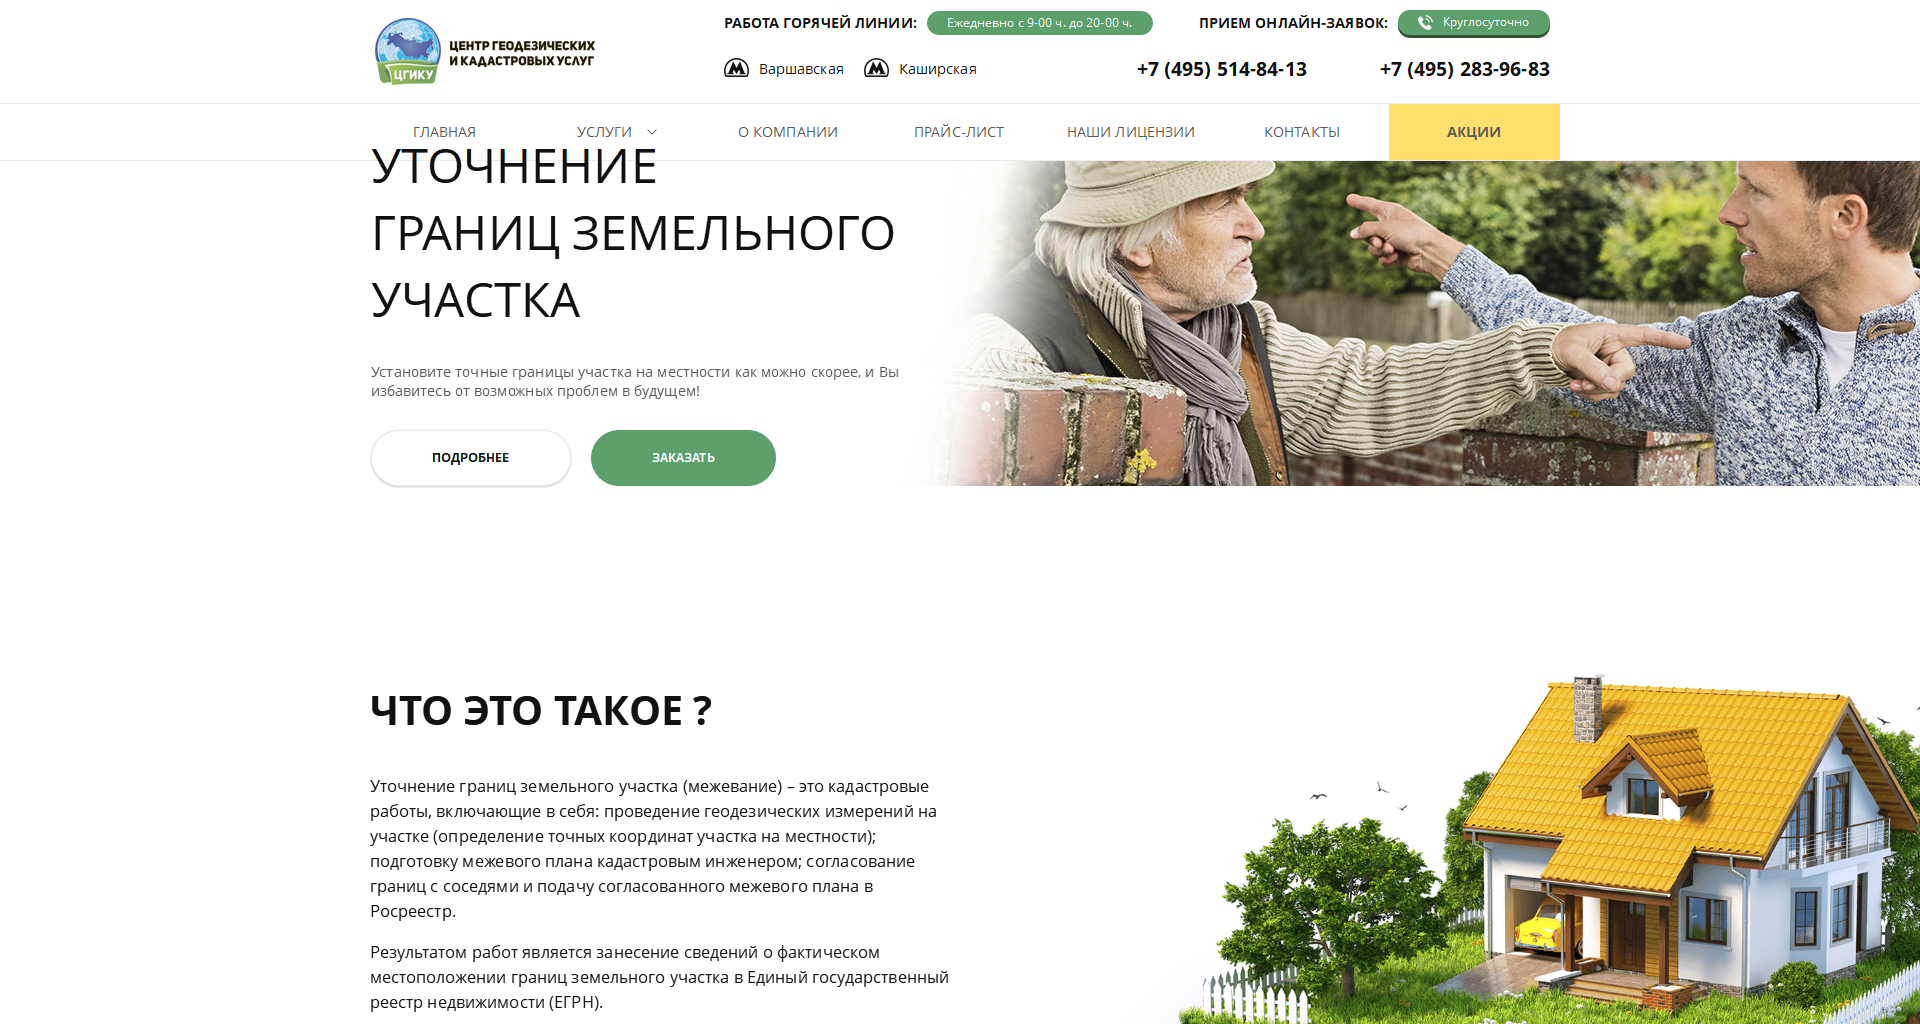 ЦГИКУ
ЦЕНТР ГЕОДЕЗИЧЕСКИХ
И КАДАСТРОВЫХ УСЛУГ
РАБОТА ГОРЯЧЕЙ ЛИНИИ: Ежедневно с 9-00 ч. до 20-00 ч.
ПРИЕМ ОНЛАЙН-ЗАЯВОК: Круглосуточно
Варшавская Каширская
+7 (495) 514-84-13 +7 (495) 283-96-83
ГЛАВНАЯ УСЛУГИ О КОМПАНИИ ПРАЙС-ЛИСТ НАШИ ЛИЦЕНЗИИ КОНТАКТЫ АКЦИИ
УТОЧНЕНИЕ
ГРАНИЦ ЗЕМЕЛЬНОГО
УЧАСТКА
Установите точные границы участка на местности как можно скорее, и Вы
избавитесь от возможных проблем в будущем!
ПОДРОБНЕЕ ЗАКАЗАТЬ
ЧТО ЭТО ТАКОЕ ?
Уточнение границ земельного участка (межевание) – это кадастровые
работы, включающие в себя: проведение геодезических измерений на
участке (определение точных координат участка на местности);
подготовку межевого плана кадастровым инженером; согласование
границ с соседями и подачу согласованного межевого плана в
Росреестр.
Результатом работ является занесение сведений о фактическом
местоположении границ земельного участка в Единый государственный
реестр недвижимости (ЕГРН).